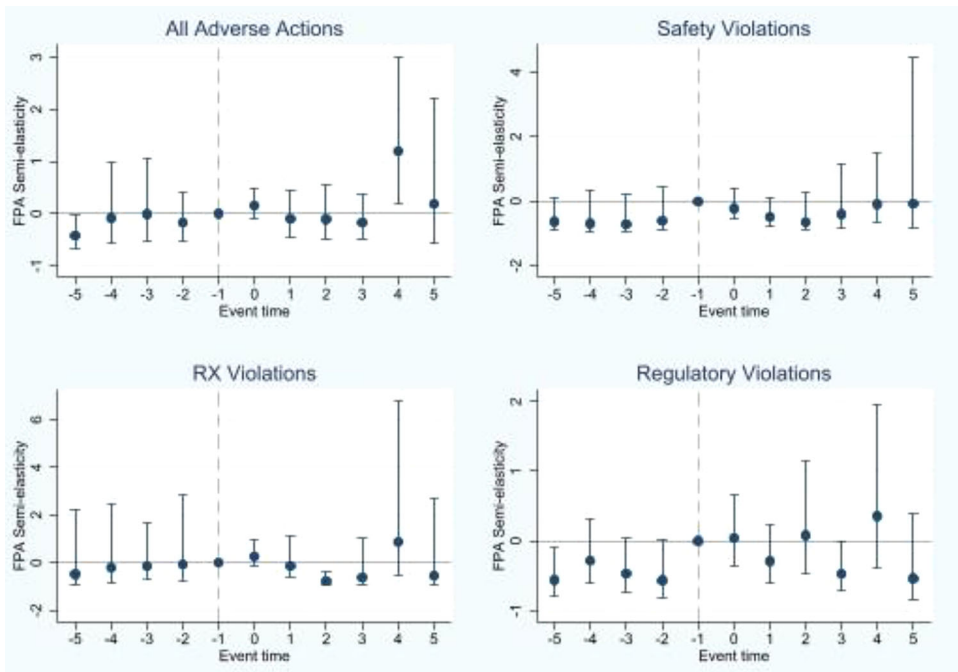 All Adverse Actions
FPA Semi-elasticity
3
2
1
0
-1
-5 -4 -3 -2 -1 0 1 2 3 4 5
Event time
Safety Violations
FPA Semi-elasticity
4
2
0
-2
-5 -4 -3 -2 -1 0 1 2 3 4 5
Event time
RX Violations
FPA Semi-elasticity
6
4
2
0
-2
-5 -4 -3 -2 -1 0 1 2 3 4 5
Event time
Regulatory Violations
FPA Semi-elasticity
2
1
0
-1
-5 -4 -3 -2 -1 0 1 2 3 4 5
Event time